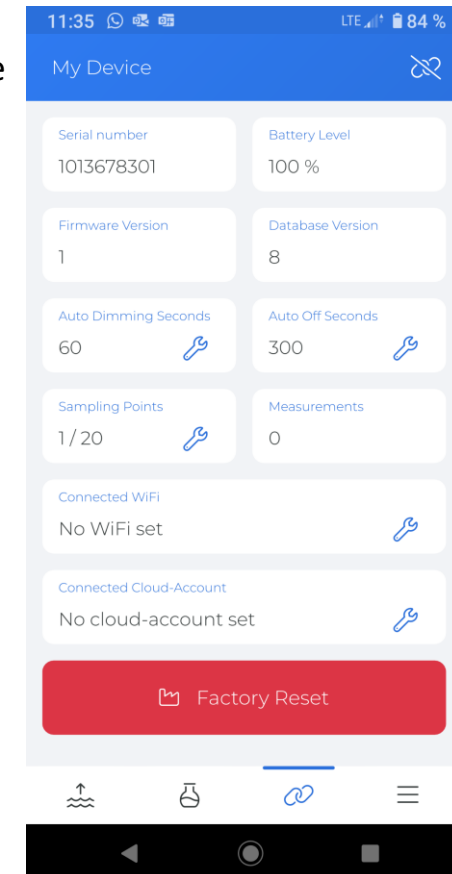 11:35 LTE 84 %
e
My Device
Serial number Battery Level
1013678301 100 %
Firmware Version Database Version
1 8
Auto Dimming Seconds Auto Off Seconds
60 300
Sampling Points Measurements
1 / 20 0
Connected WiFi
No WiFi set
Connected Cloud-Account
No cloud-account set
Factory Reset